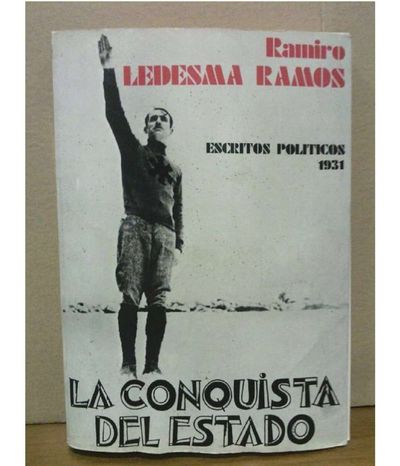 Ramiro
LEDESMA RAMOS
ESCRITOS POLITICOS
1931
LA CONQUISTA
DEL ESTADO